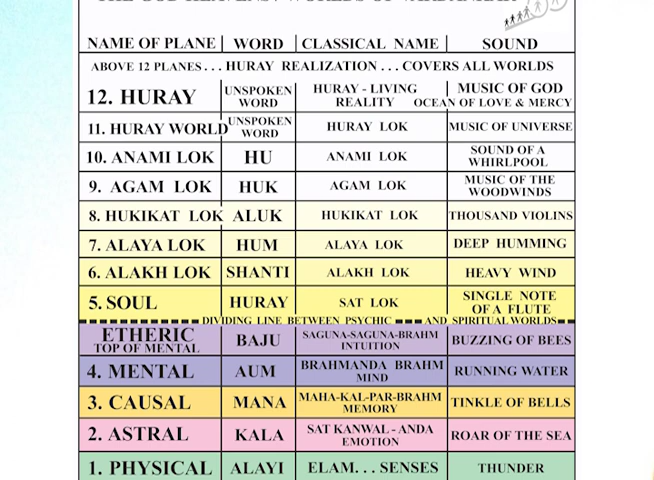 NAME OF PLANE | WORD | CLASSICAL NAME | SOUND
ABOVE 12 PLANES . . . HURAY REALIZATION . . . COVERS ALL WORLDS
12. HURAY | UNSPOKEN WORD | HURAY - LIVING REALITY | MUSIC OF GOD OCEAN OF LOVE & MERCY
11. HURAY WORLD | UNSPOKEN WORD | HURAY LOK | MUSIC OF UNIVERSE
10. ANAMI LOK | HU | ANAMI LOK | SOUND OF A WHIRLPOOL
9. AGAM LOK | HUK | AGAM LOK | MUSIC OF THE WOODWINDS
8. HUKIKAT LOK | ALUK | HUKIKAT LOK | THOUSAND VIOLINS
7. ALAYA LOK | HUM | ALAYA LOK | DEEP HUMMING
6. ALAKH LOK | SHANTI | ALAKH LOK | HEAVY WIND
5. SOUL | HURAY | SAT LOK | SINGLE NOTE OF A FLUTE
DIVIDING LINE BETWEEN PSYCHIC AND SPIRITUAL WORLDS
ETHERIC TOP OF MENTAL | BAJU | SAGUNA-SAGUNA-BRAHM INTUITION | BUZZING OF BEES
4. MENTAL | AUM | BRAHMANDA BRAHM MIND | RUNNING WATER
3. CAUSAL | MANA | MAHA-KAL-PAR-BRAHM MEMORY | TINKLE OF BELLS
2. ASTRAL | KALA | SAT KANWAL - ANDA EMOTION | ROAR OF THE SEA
1. PHYSICAL | ALAYI | ELAM. . . SENSES | THUNDER